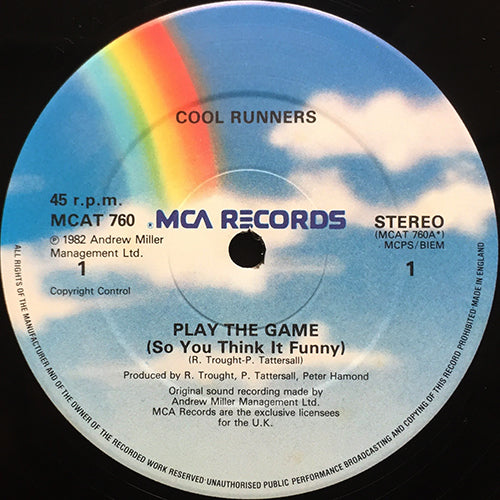 COOL RUNNERS
45 r.p.m.
MCAT 760
℗ 1982 Andrew Miller
Management Ltd.
1
Copyright Control
MCA RECORDS
STEREO
(MCAT 760A*)
MCPS/BIEM
1
PLAY THE GAME
(So You Think It Funny)
(R. Trought-P. Tattersall)
Produced by R. Trought, P. Tattersall, Peter Hamond
Original sound recording made by
Andrew Miller Management Ltd.
MCA Records are the exclusive licensees
for the U.K.
ALL RIGHTS OF THE MANUFACTURER AND OF THE OWNER OF THE RECORDED WORK RESERVED·UNAUTHORISED PUBLIC PERFORMANCE BROADCASTING AND COPYING OF THIS RECORD PROHIBITED·MADE IN ENGLAND